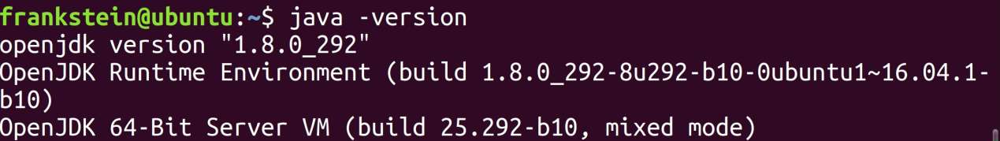 frankstein@ubuntu:~$ java -version
openjdk version "1.8.0_292"
OpenJDK Runtime Environment (build 1.8.0_292-8u292-b10-0ubuntu1~16.04.1-
b10)
OpenJDK 64-Bit Server VM (build 25.292-b10, mixed mode)